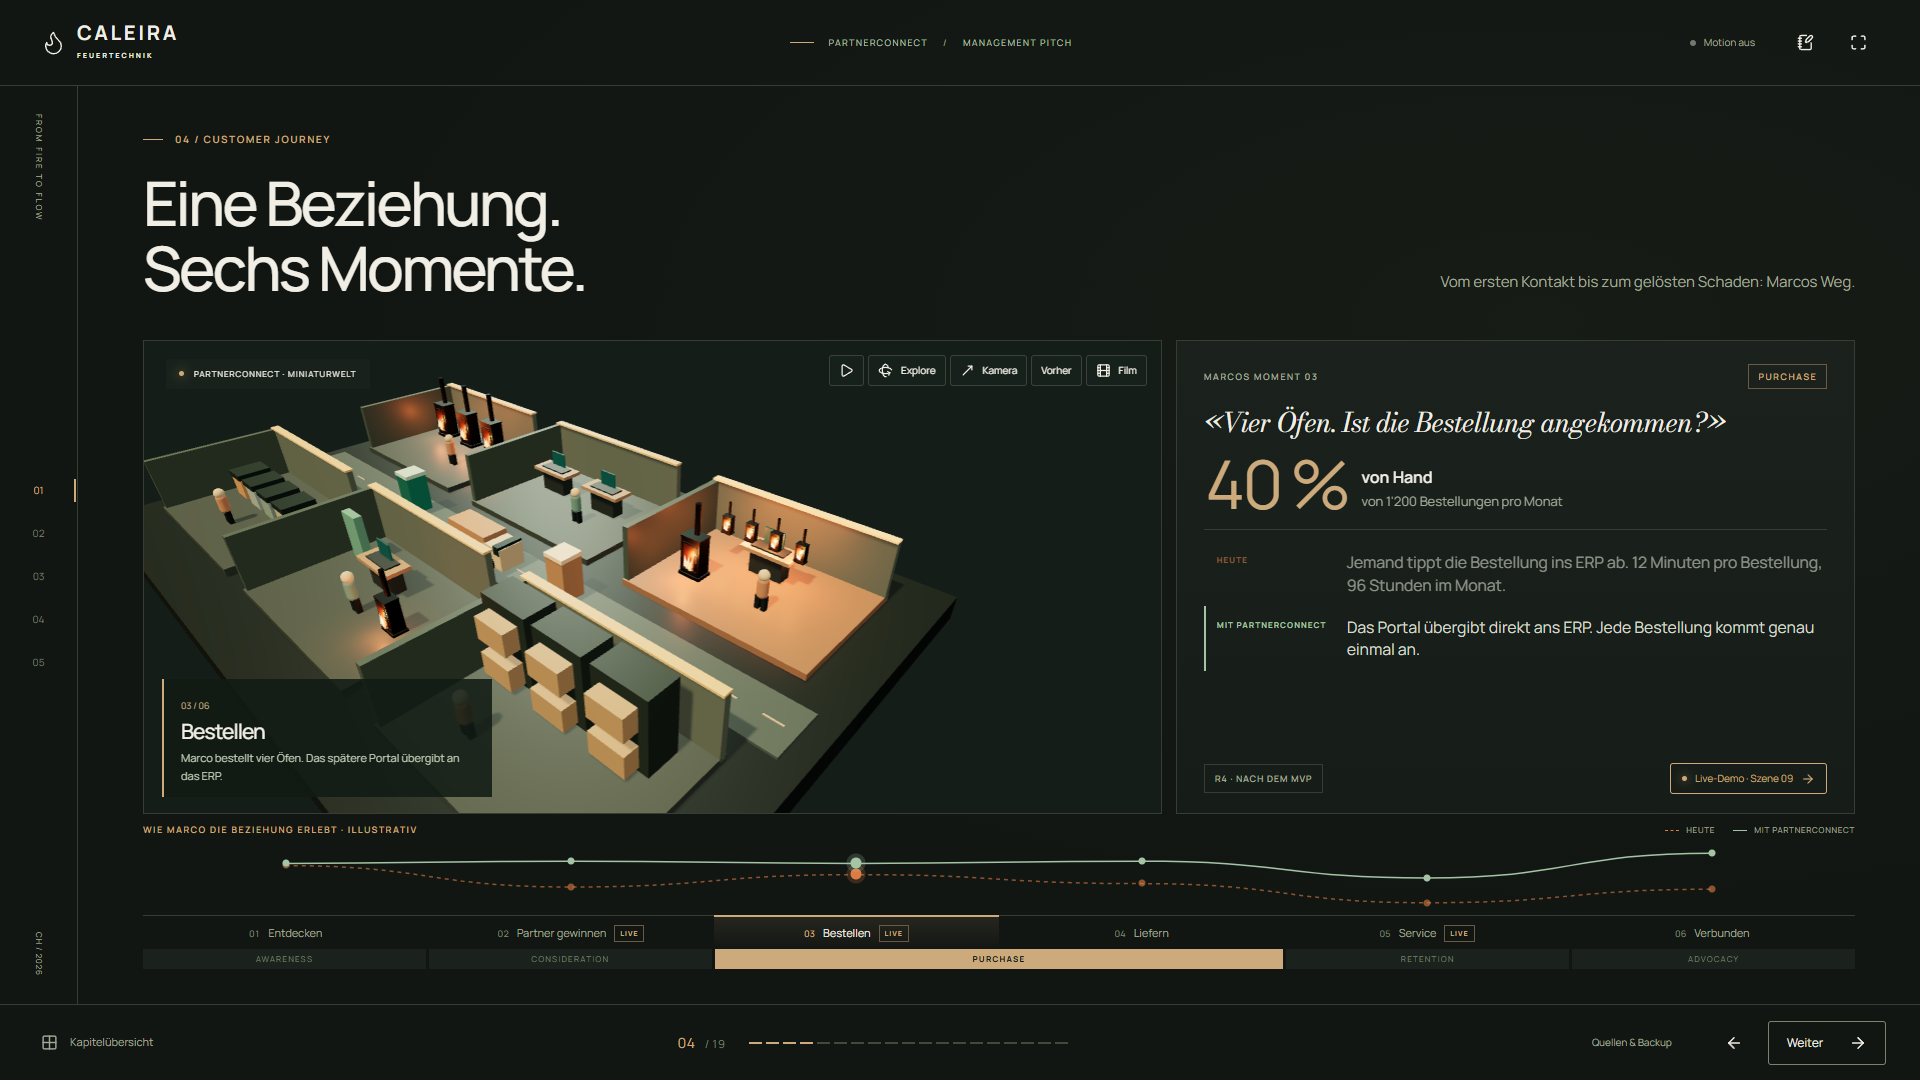 CALEIRA
FEUERTECHNIK
PARTNERCONNECT / MANAGEMENT PITCH
Motion aus
FROM FIRE TO FLOW
04 / CUSTOMER JOURNEY
Eine Beziehung.
Sechs Momente.
Vom ersten Kontakt bis zum gelösten Schaden: Marcos Weg.
PARTNERCONNECT · MINIATURWELT
Explore
Kamera
Vorher
Film
03 / 06
Bestellen
Marco bestellt vier Öfen. Das spätere Portal übergibt an
das ERP.
MARCOS MOMENT 03
PURCHASE
«Vier Öfen. Ist die Bestellung angekommen?»
40 %
von Hand
von 1'200 Bestellungen pro Monat
HEUTE
Jemand tippt die Bestellung ins ERP ab. 12 Minuten pro Bestellung,
96 Stunden im Monat.
MIT PARTNERCONNECT
Das Portal übergibt direkt ans ERP. Jede Bestellung kommt genau
einmal an.
R4 · NACH DEM MVP
Live-Demo · Szene 09
01
02
03
04
05
WIE MARCO DIE BEZIEHUNG ERLEBT · ILLUSTRATIV
HEUTE
MIT PARTNERCONNECT
01 Entdecken
02 Partner gewinnen LIVE
03 Bestellen LIVE
04 Liefern
05 Service LIVE
06 Verbunden
AWARENESS
CONSIDERATION
PURCHASE
RETENTION
ADVOCACY
CH / 2026
Kapitelübersicht
04 / 19
Quellen & Backup
Weiter